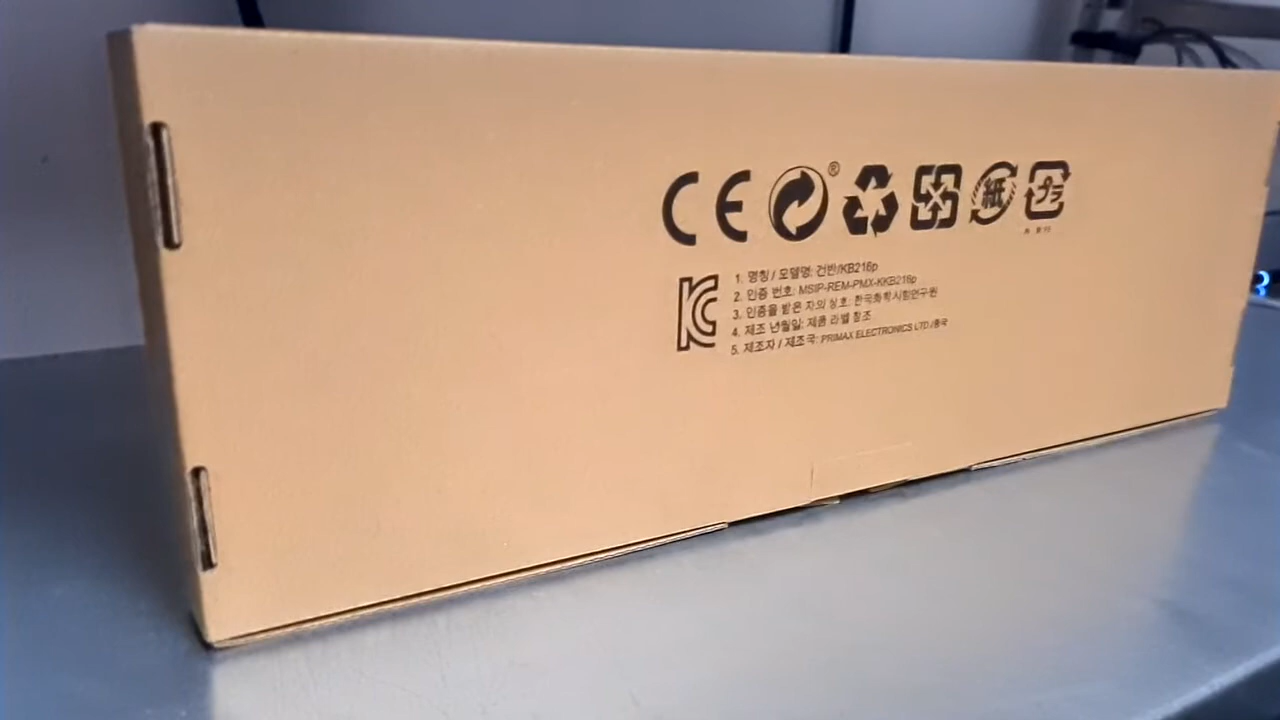 CE ® 紙 プラ
KC
1. 명칭 / 모델명: 건반/KB216p
2. 인증 번호: MSIP-REM-PMX-KKB216p
3. 인증을 받은 자의 상호: 한국화학시험연구원
4. 제조 년월일: 제품 라벨 참조
5. 제조자 / 제조국: PRIMAX ELECTRONICS LTD./중국